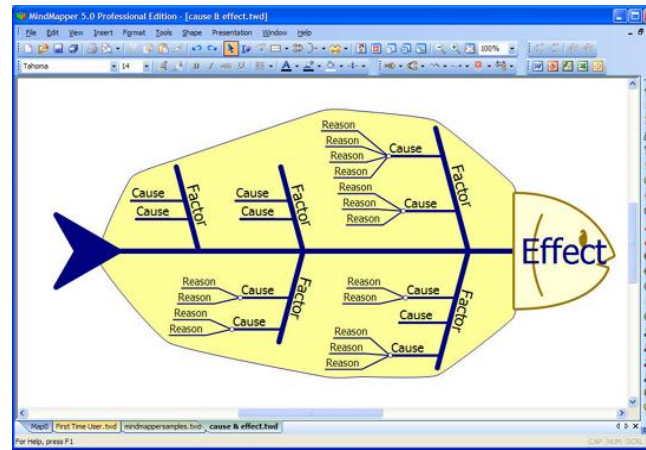 MindMapper 5.0 Professional Edition - [cause & effect.twd]
File Edit View Insert Format Tools Shape Presentation Window Help
100%
Tahoma 14
Reason
Reason
Reason Cause
Reason
Reason
Reason Cause
Reason
Factor
Cause
Cause
Factor
Cause
Cause
Factor
Effect
Reason
Reason Cause
Reason
Reason Cause
Factor
Reason
Reason Cause
Cause
Reason
Reason Cause
Reason
Factor
Map0 First Time User.twd mindmappersamples.twd cause & effect.twd
For Help, press F1
CAP NUM SCRL